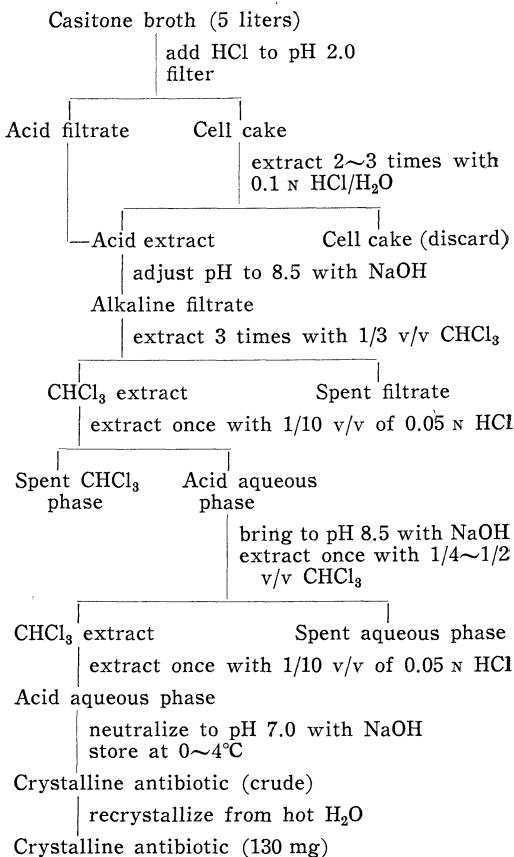 Casitone broth (5 liters)
add HCl to pH 2.0
filter
Acid filtrate Cell cake
extract 2~3 times with
0.1 N HCl/H₂O
Acid extract Cell cake (discard)
adjust pH to 8.5 with NaOH
Alkaline filtrate
extract 3 times with 1/3 v/v CHCl₃
CHCl₃ extract Spent filtrate
extract once with 1/10 v/v of 0.05 N HCl
Spent CHCl₃ Acid aqueous
phase phase
bring to pH 8.5 with NaOH
extract once with 1/4~1/2
v/v CHCl₃
CHCl₃ extract Spent aqueous phase
extract once with 1/10 v/v of 0.05 N HCl
Acid aqueous phase
neutralize to pH 7.0 with NaOH
store at 0~4°C
Crystalline antibiotic (crude)
recrystallize from hot H₂O
Crystalline antibiotic (130 mg)